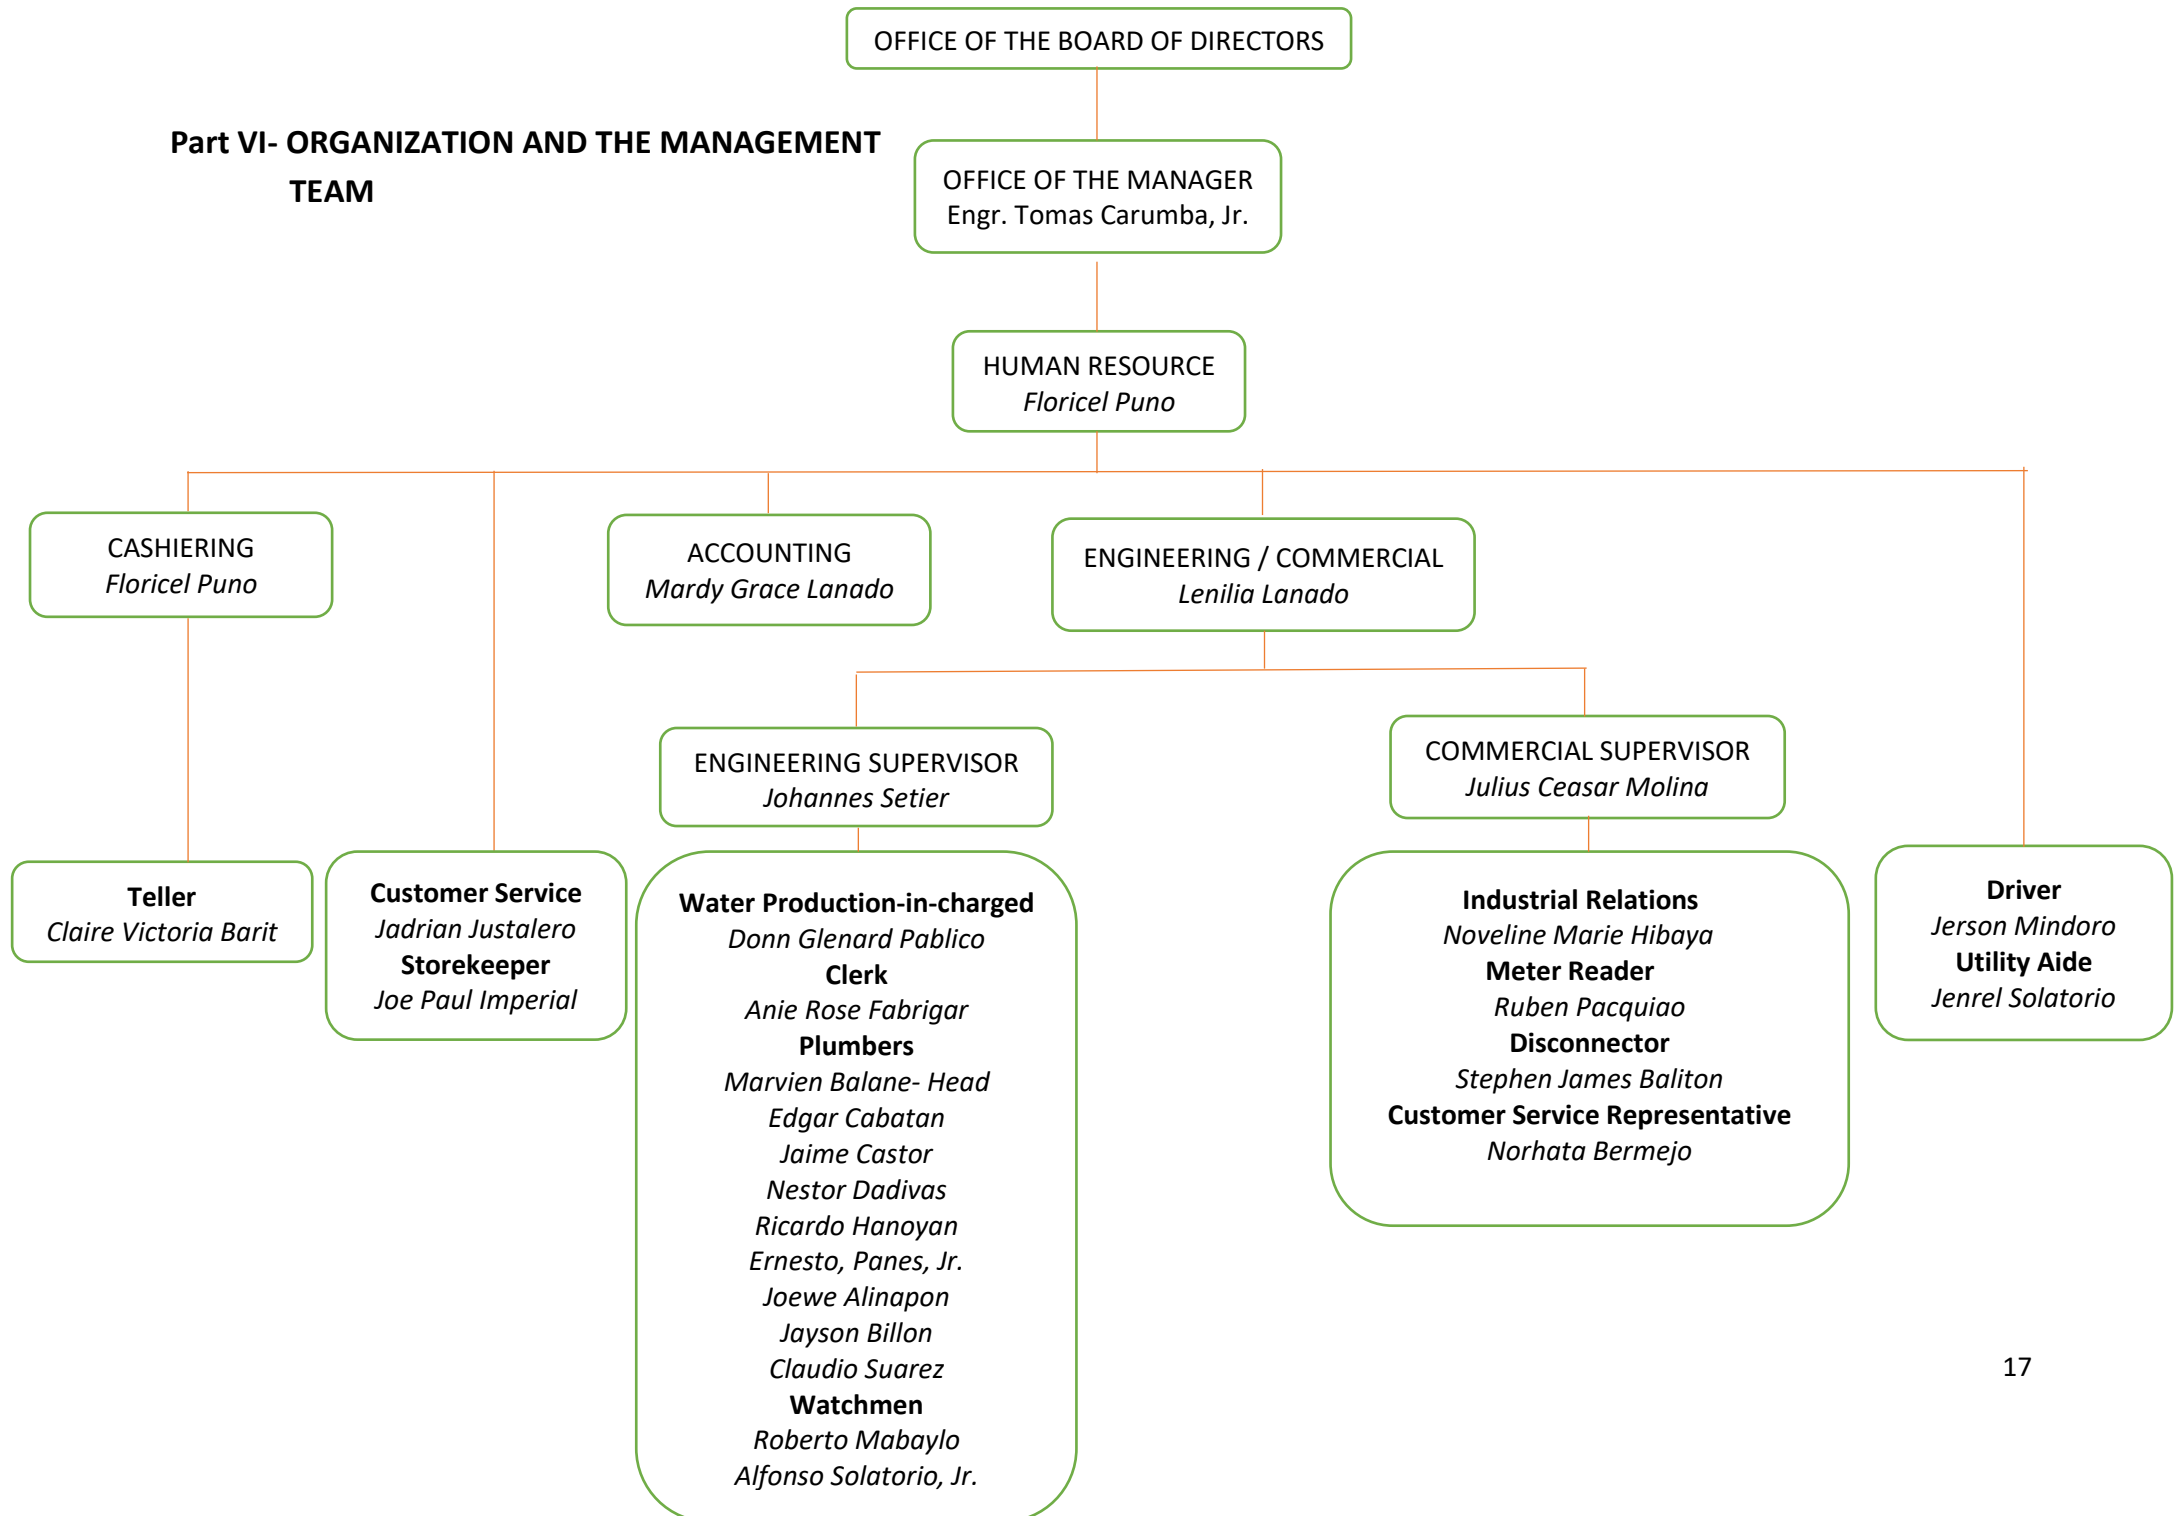 OFFICE OF THE BOARD OF DIRECTORS
Part VI- ORGANIZATION AND THE MANAGEMENT
TEAM
OFFICE OF THE MANAGER
Engr. Tomas Carumba, Jr.
HUMAN RESOURCE
Floricel Puno
CASHIERING
Floricel Puno
ACCOUNTING
Mardy Grace Lanado
ENGINEERING / COMMERCIAL
Lenilia Lanado
ENGINEERING SUPERVISOR
Johannes Setier
COMMERCIAL SUPERVISOR
Julius Ceasar Molina
Teller
Claire Victoria Barit
Customer Service
Jadrian Justalero
Storekeeper
Joe Paul Imperial
Water Production-in-charged
Donn Glenard Pablico
Clerk
Anie Rose Fabrigar
Plumbers
Marvien Balane- Head
Edgar Cabatan
Jaime Castor
Nestor Dadivas
Ricardo Hanoyan
Ernesto, Panes, Jr.
Joewe Alinapon
Jayson Billon
Claudio Suarez
Watchmen
Roberto Mabaylo
Alfonso Solatorio, Jr.
Industrial Relations
Noveline Marie Hibaya
Meter Reader
Ruben Pacquiao
Disconnector
Stephen James Baliton
Customer Service Representative
Norhata Bermejo
Driver
Jerson Mindoro
Utility Aide
Jenrel Solatorio
17